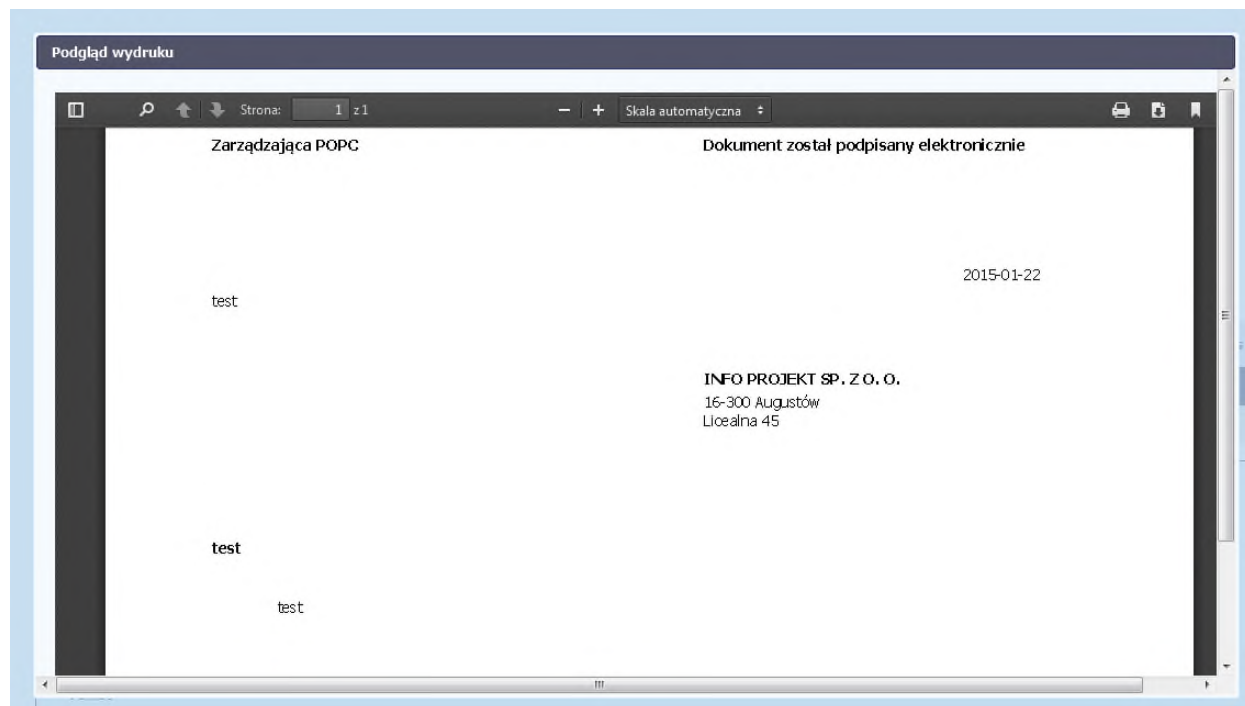 Podgląd wydruku
Strona: 1 z 1 Skala automatyczna
Zarządzająca POPC Dokument został podpisany elektronicznie
2015-01-22
test
INFO PROJEKT SP. Z O. O.
16-300 Augustów
Licealna 45
test
test